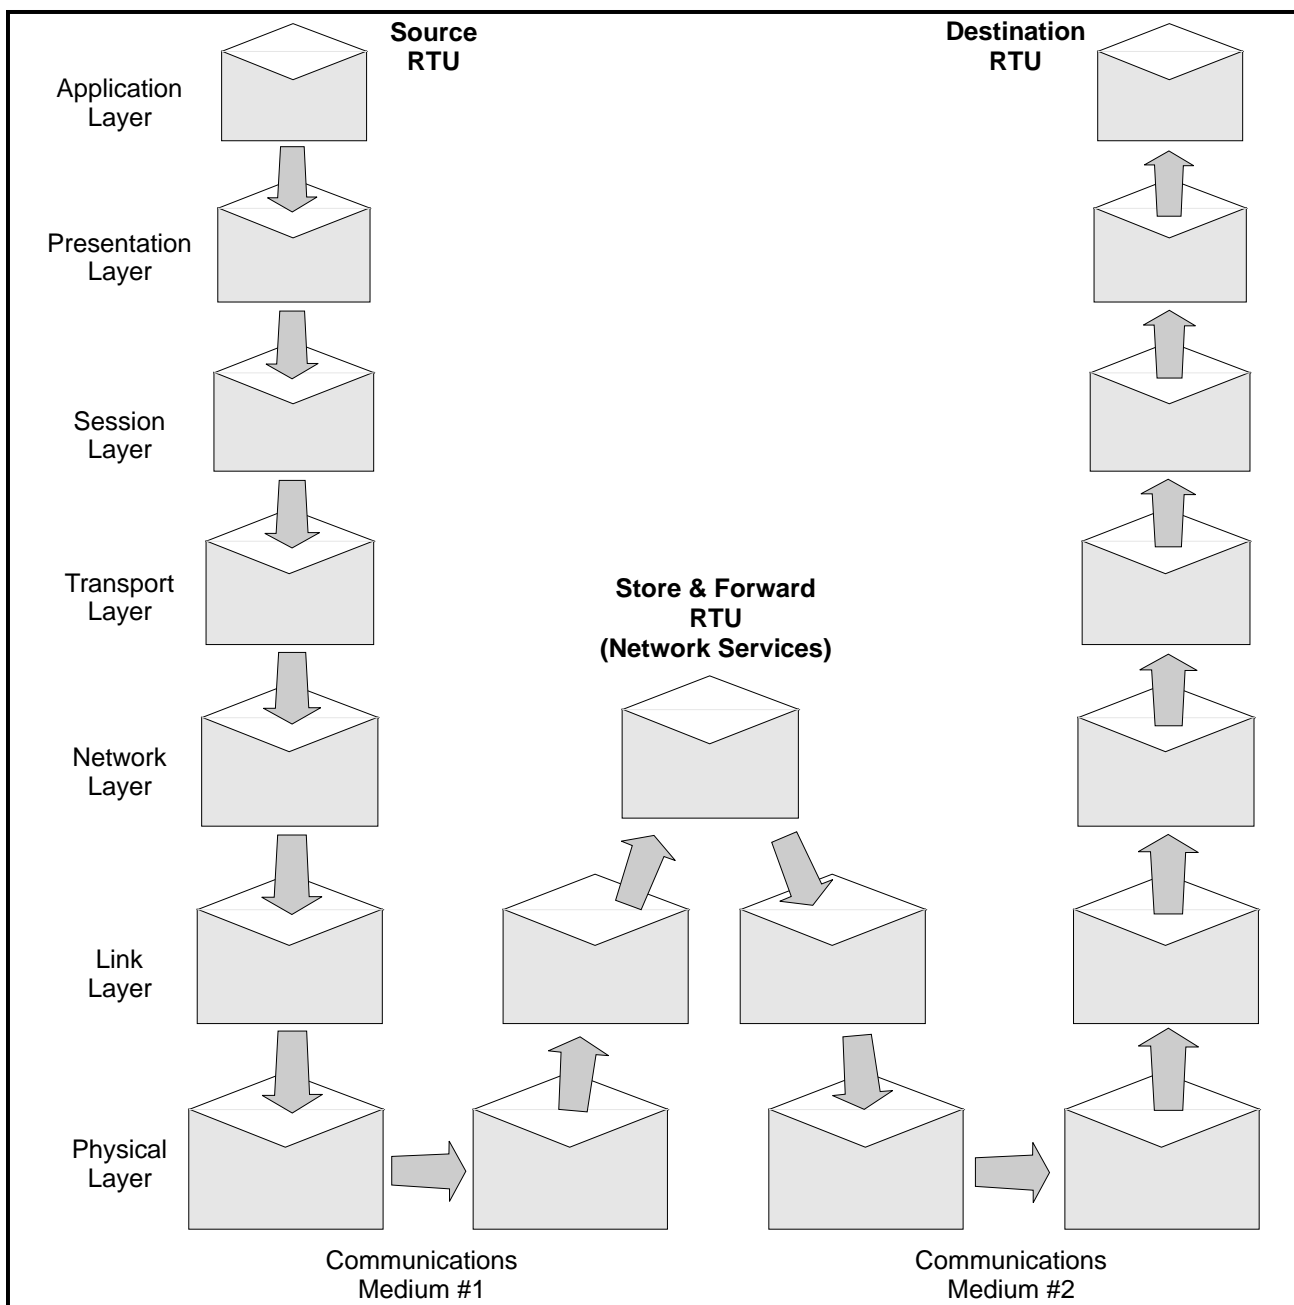 Source
RTU
Destination
RTU
Application
Layer
Presentation
Layer
Session
Layer
Transport
Layer
Store & Forward
RTU
(Network Services)
Network
Layer
Link
Layer
Physical
Layer
Communications
Medium #1
Communications
Medium #2